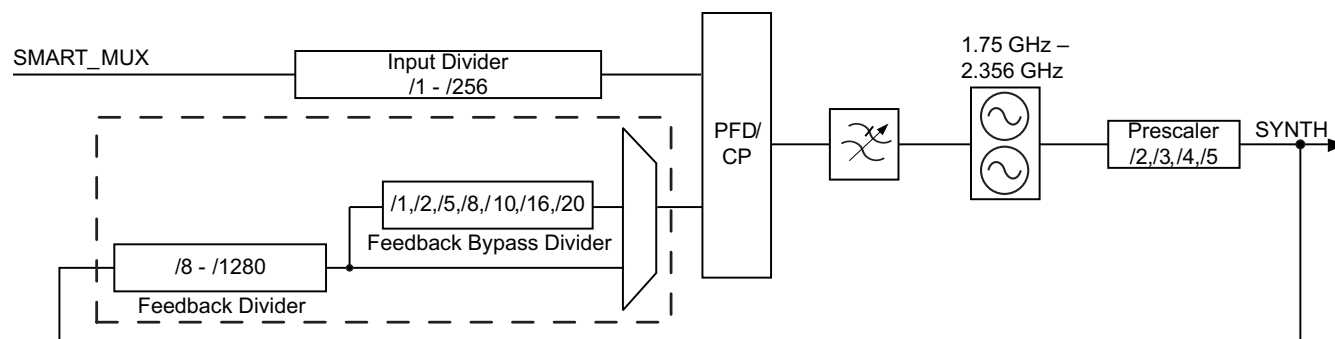 SMART_MUX
Input Divider
/1 - /256
PFD/
CP
1.75 GHz –
2.356 GHz
Prescaler
/2,/3,/4,/5
SYNTH
/1,/2,/5,/8,/10,/16,/20
Feedback Bypass Divider
/8 - /1280
Feedback Divider